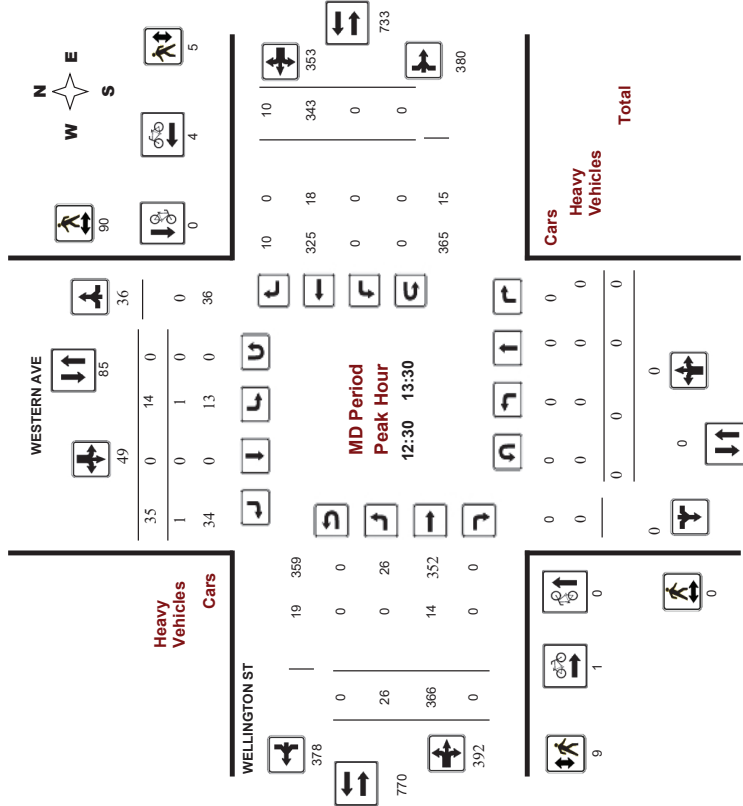 N
W E
S
90
5
0
4
WESTERN AVE
85
49
36
35 0 14 0
1 0 1 0 0
34 0 13 0 36
Heavy
Vehicles
Cars
733
353
380
10 0 10
325 18 343
0 0 0
0 0 0
365 15
MD Period
Peak Hour
12:30 13:30
WELLINGTON ST
378
770
392
19 359
0 0 0
26 0 26
366 14 352
0 0 0
Cars
Heavy
Vehicles
Total
0 0 0 0 0
0 0 0 0 0
0 0 0 0
0
0
0
9
1
0
0